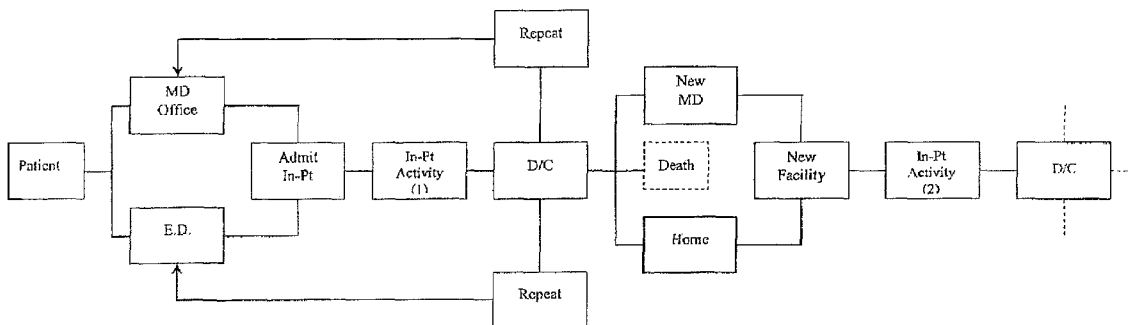 Repeat
MD
Office
New
MD
Patient
Admit
In-Pt
In-Pt
Activity
(1)
D/C
Death
New
Facility
In-Pt
Activity
(2)
D/C
E.D.
Home
Repeat